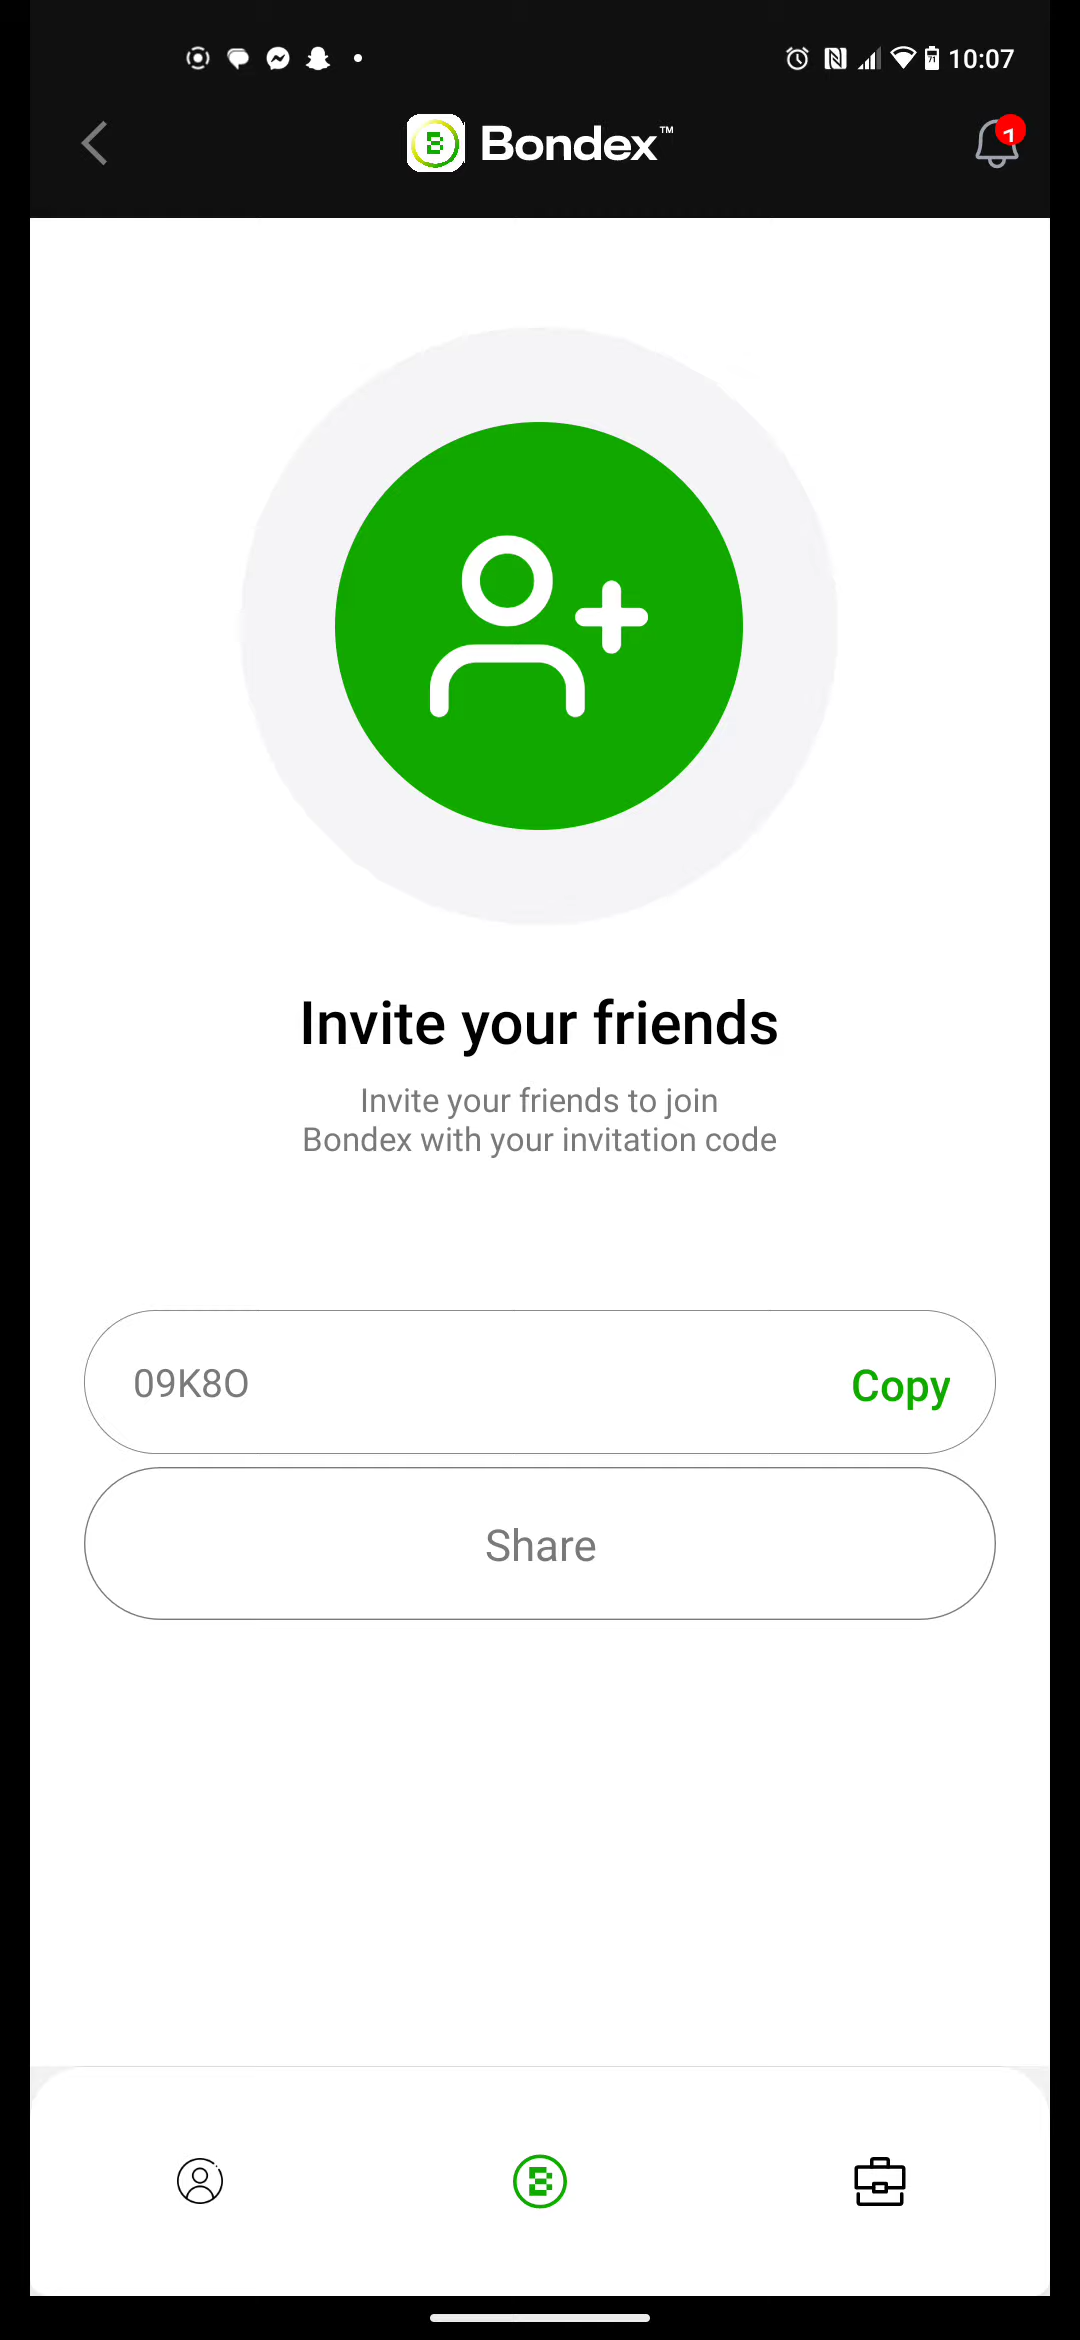 10:07
Bondex™
1
Invite your friends
Invite your friends to join
Bondex with your invitation code
09K8O
Copy
Share